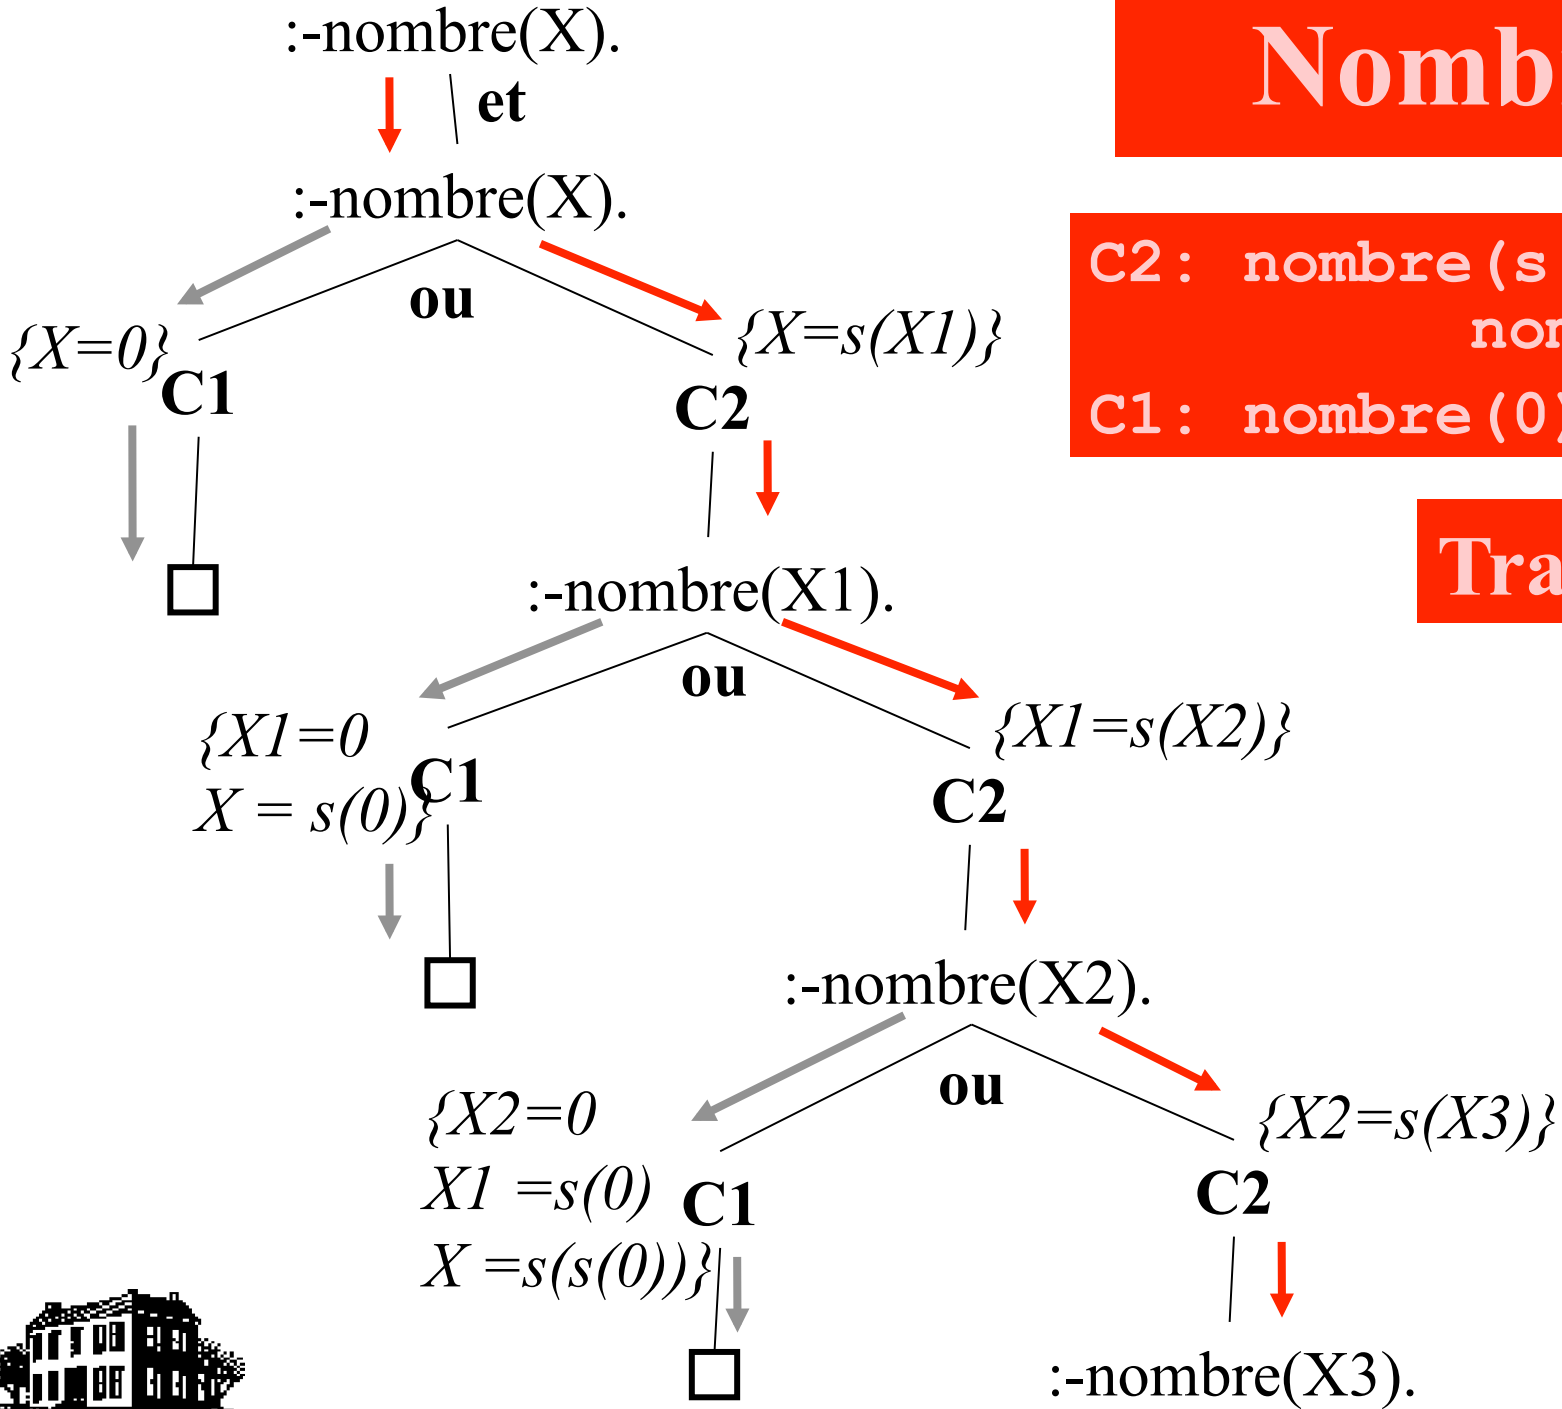 :-nombre(X).
et
Nomb
:-nombre(X).
ou
{X=0}
C1
{X=s(X1)}
C2
C2: nombre(s
nom
C1: nombre(0)
Tra
:-nombre(X1).
ou
{X1=0
X = s(0)}
C1
{X1=s(X2)}
C2
:-nombre(X2).
ou
{X2=0
X1 =s(0)
X =s(s(0))}
C1
{X2=s(X3)}
C2
:-nombre(X3).